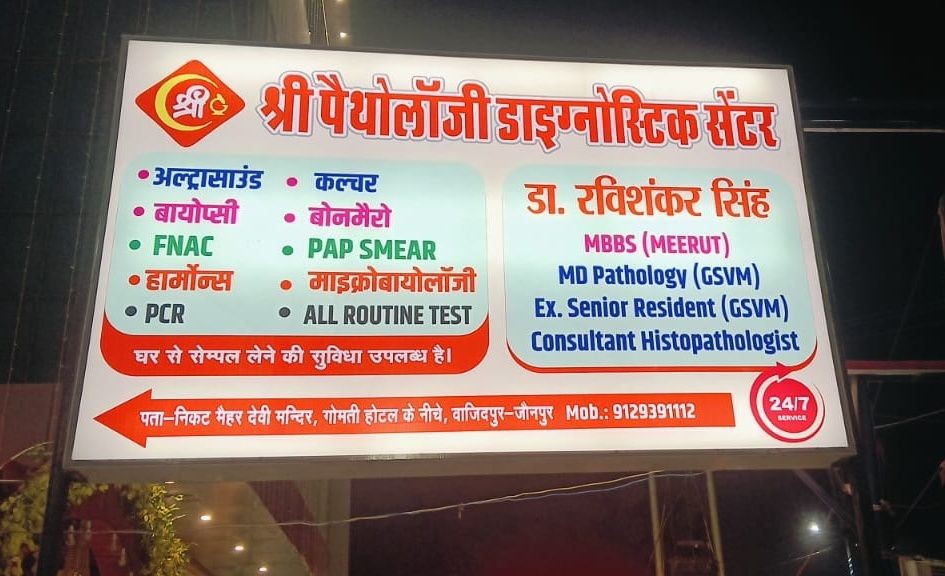 श्री
श्री पैथोलॉजी डाइग्नोस्टिक सेंटर
• अल्ट्रासाउंड
• कल्चर
• बायोप्सी
• बोनमैरो
• FNAC
• PAP SMEAR
• हार्मोन्स
• माइक्रोबायोलॉजी
• PCR
• ALL ROUTINE TEST
घर से सेम्पल लेने की सुविधा उपलब्ध है।
डा. रविशंकर सिंह
MBBS (MEERUT)
MD Pathology (GSVM)
Ex. Senior Resident (GSVM)
Consultant Histopathologist
पता–निकट मैहर देवी मन्दिर, गोमती होटल के नीचे, वाजिदपुर–जौनपुर Mob.: 9129391112
24/7
SERVICE